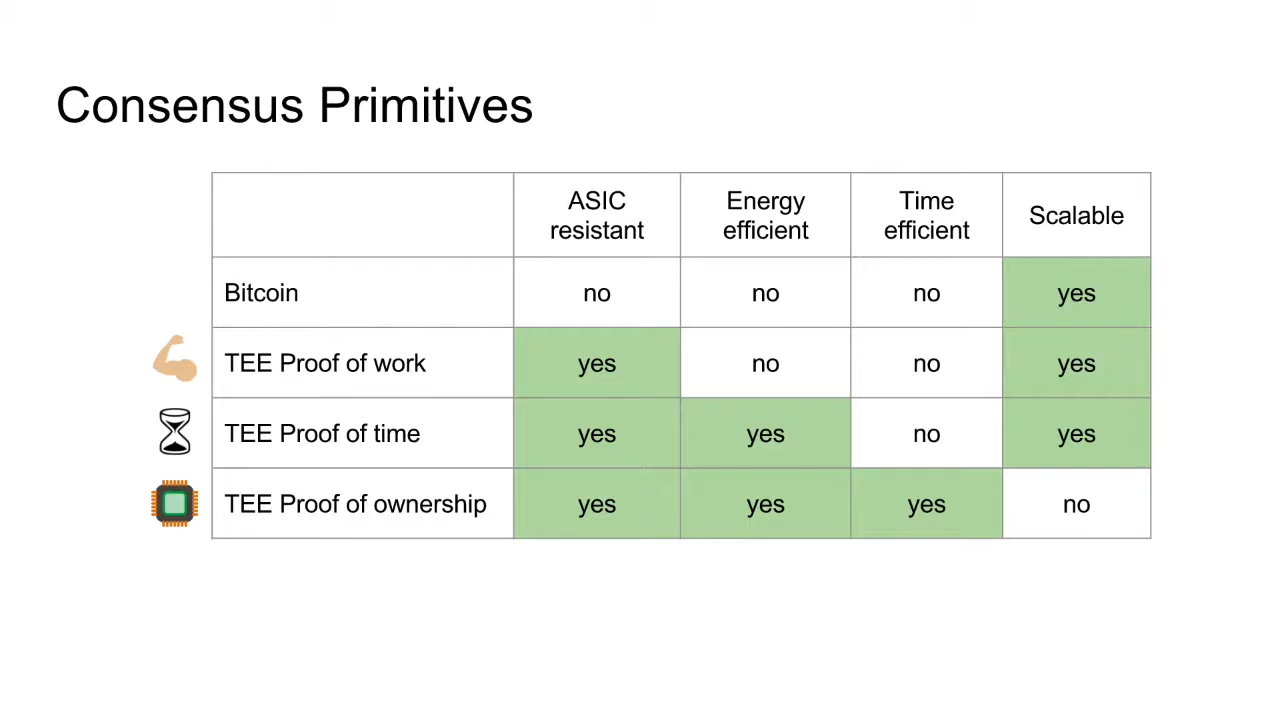 Consensus Primitives
ASIC
resistant
Energy
efficient
Time
efficient
Scalable
Bitcoin no no no yes
TEE Proof of work yes no no yes
TEE Proof of time yes yes no yes
TEE Proof of ownership yes yes yes no